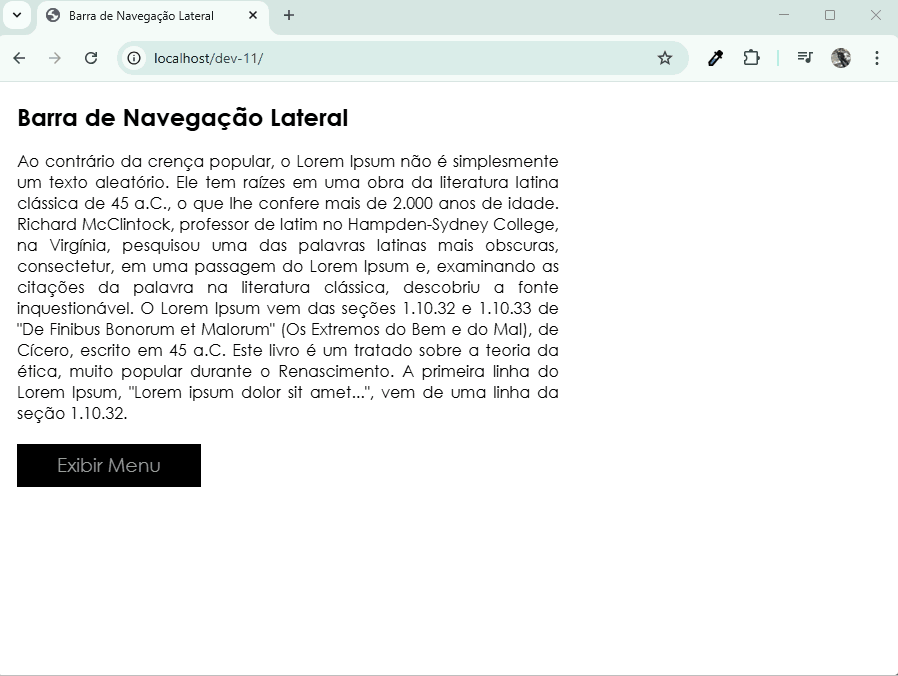 Barra de Navegação Lateral
localhost/dev-11/
Barra de Navegação Lateral
Ao contrário da crença popular, o Lorem Ipsum não é simplesmente
um texto aleatório. Ele tem raízes em uma obra da literatura latina
clássica de 45 a.C., o que lhe confere mais de 2.000 anos de idade.
Richard McClintock, professor de latim no Hampden-Sydney College,
na Virgínia, pesquisou uma das palavras latinas mais obscuras,
consectetur, em uma passagem do Lorem Ipsum e, examinando as
citações da palavra na literatura clássica, descobriu a fonte
inquestionável. O Lorem Ipsum vem das seções 1.10.32 e 1.10.33 de
"De Finibus Bonorum et Malorum" (Os Extremos do Bem e do Mal), de
Cícero, escrito em 45 a.C. Este livro é um tratado sobre a teoria da
ética, muito popular durante o Renascimento. A primeira linha do
Lorem Ipsum, "Lorem ipsum dolor sit amet...", vem de uma linha da
seção 1.10.32.
Exibir Menu